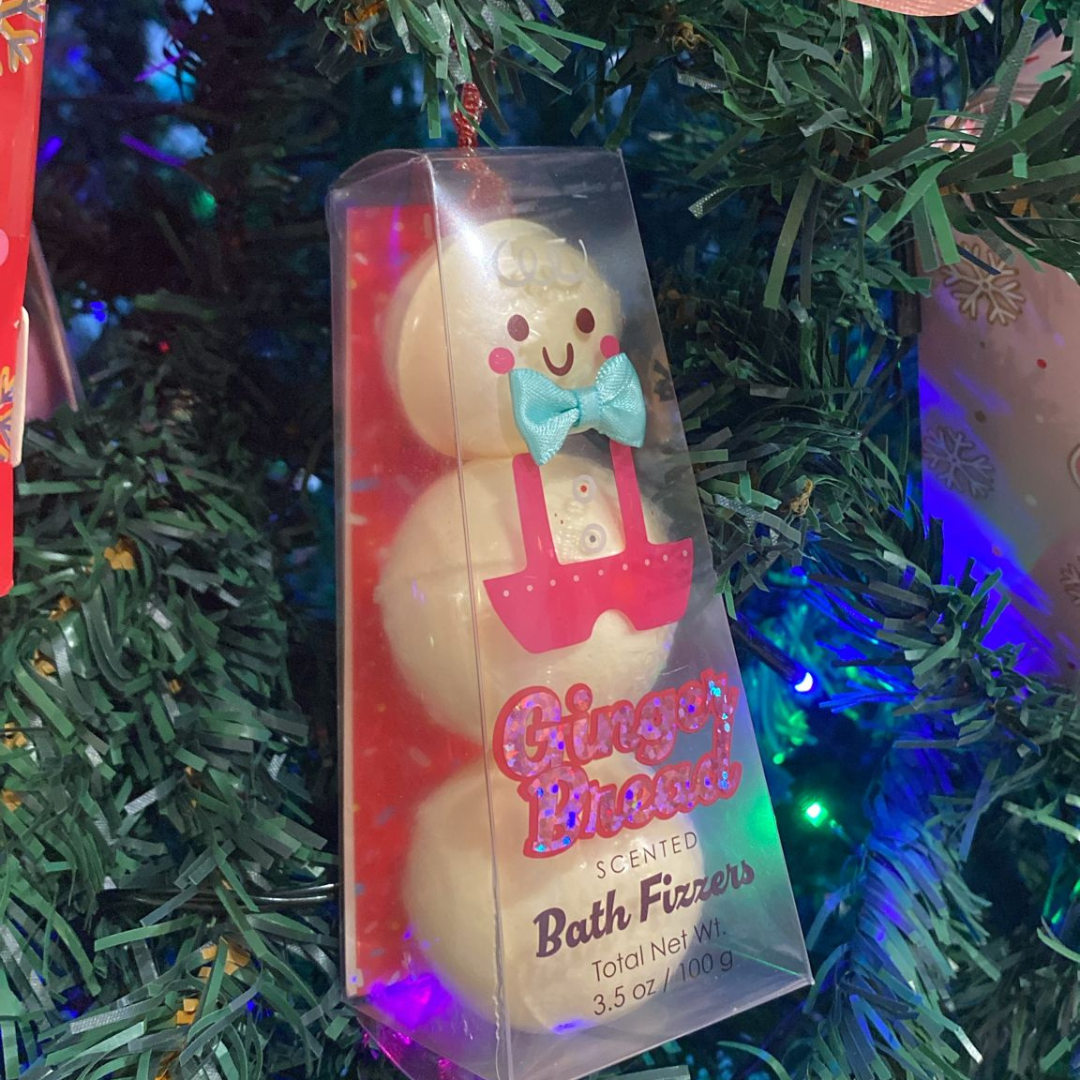 Ginger
Bread
SCENTED
Bath Fizzers
Total Net Wt.
3.5 oz / 100 g